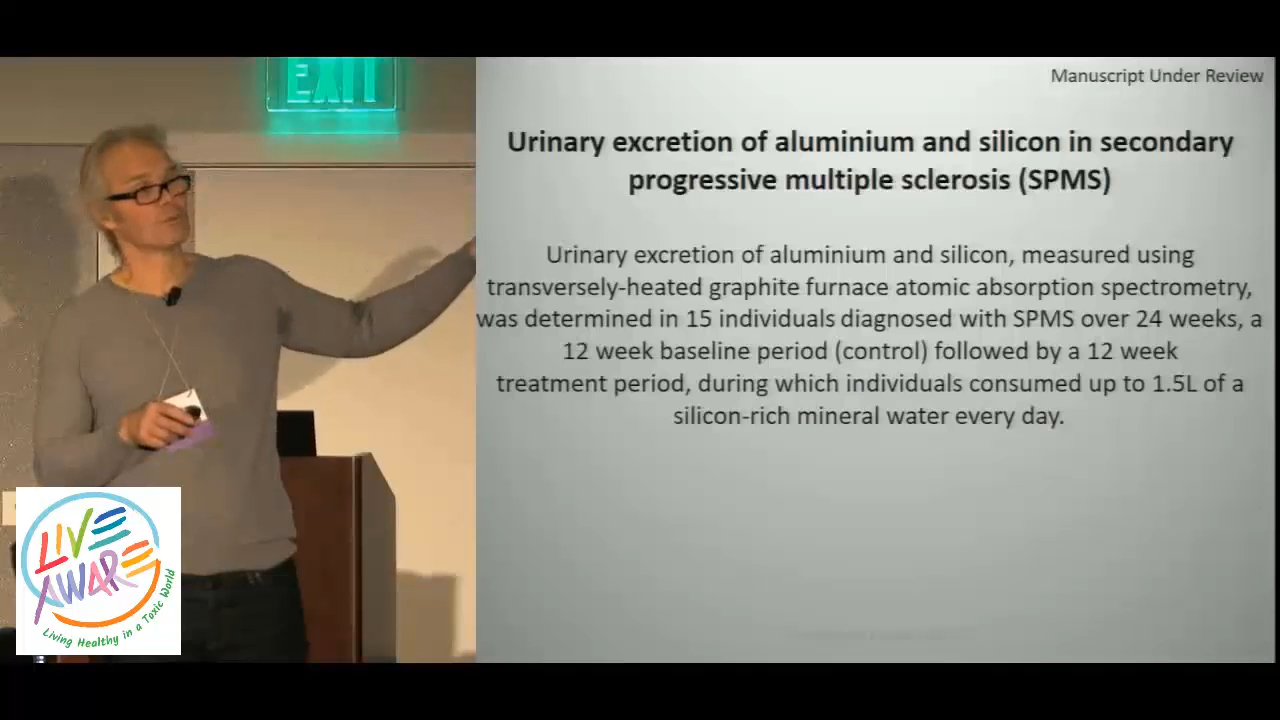 EXIT
Manuscript Under Review
Urinary excretion of aluminium and silicon in secondary
progressive multiple sclerosis (SPMS)
Urinary excretion of aluminium and silicon, measured using
transversely-heated graphite furnace atomic absorption spectrometry,
was determined in 15 individuals diagnosed with SPMS over 24 weeks, a
12 week baseline period (control) followed by a 12 week
treatment period, during which individuals consumed up to 1.5L of a
silicon-rich mineral water every day.
LIVE
AWARE
Living Healthy in a Toxic World